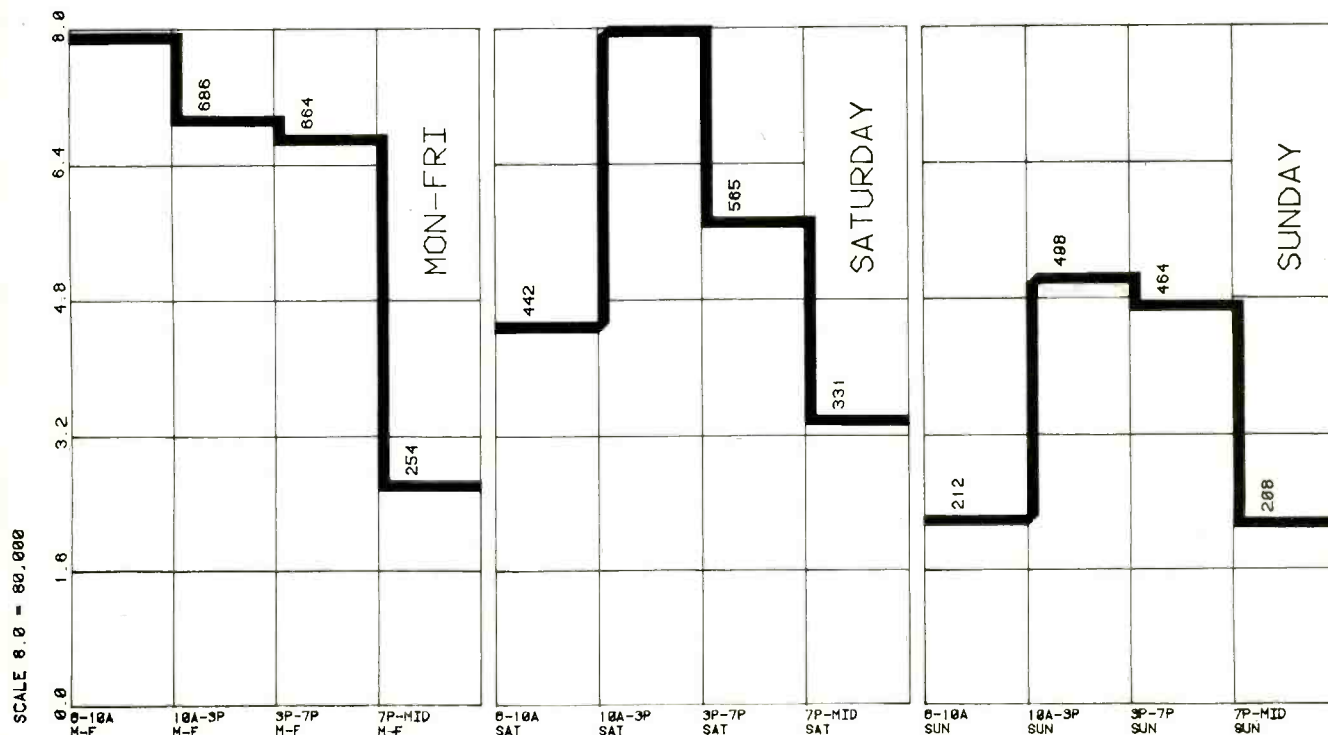 SCALE 8.0 = 80,000
8.0
6.4
4.8
3.2
1.6
0.0
686
664
254
MON-FRI
6-10A
M-F
10A-3P
M-F
3P-7P
M-F
7P-MID
M-F
442
565
331
SATURDAY
6-10A
SAT
10A-3P
SAT
3P-7P
SAT
7P-MID
SAT
212
498
464
208
SUNDAY
6-10A
SUN
10A-3P
SUN
3P-7P
SUN
7P-MID
SUN